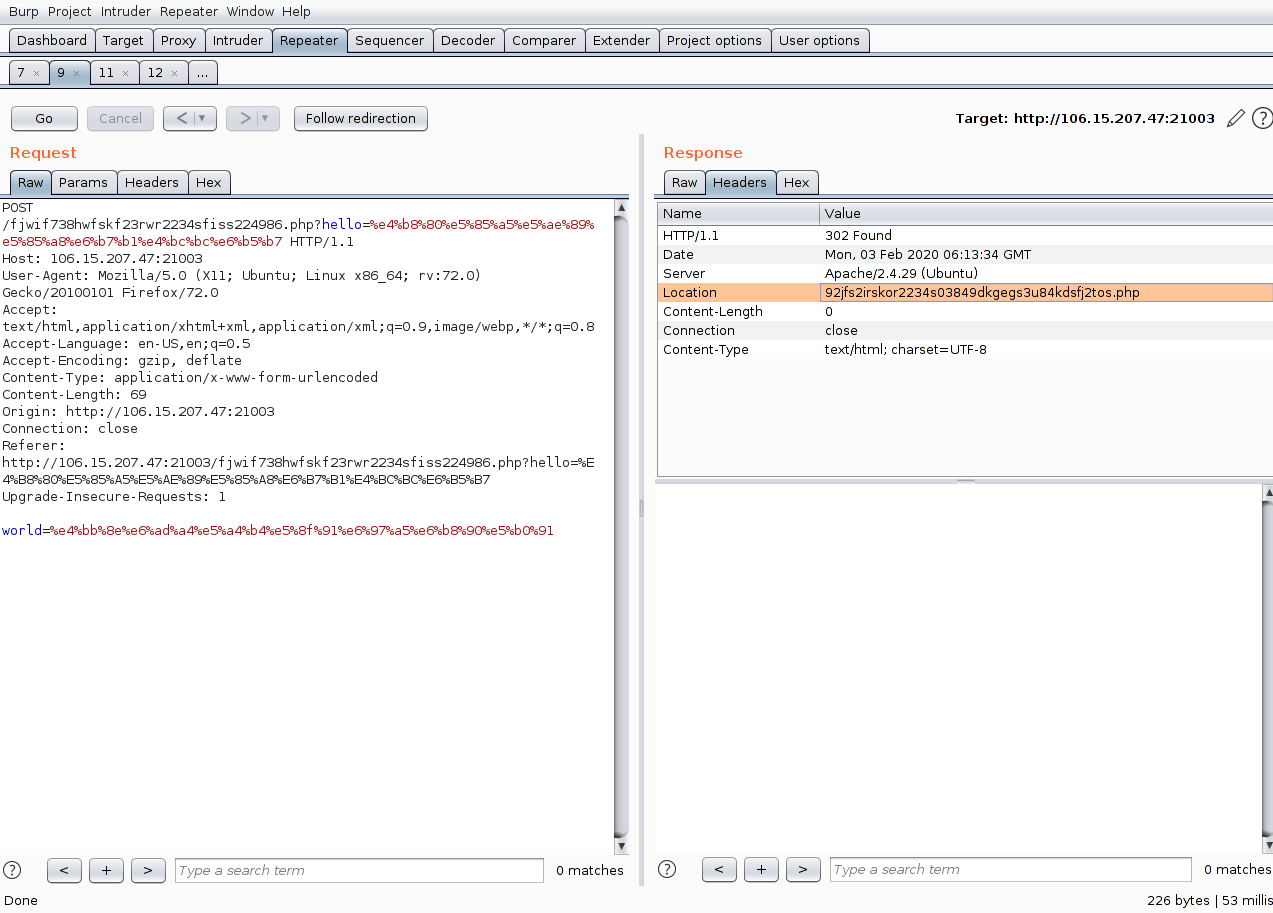 Burp Project Intruder Repeater Window Help
Dashboard Target Proxy Intruder Repeater Sequencer Decoder Comparer Extender Project options User options
7 × 9 × 11 × 12 × ...
Go Cancel < ▼ > ▼ Follow redirection Target: http://106.15.207.47:21003 ?
Request
Raw Params Headers Hex
POST
/fjwif738hwfskf23rwr2234sfiss224986.php?hello=%e4%b8%80%e5%85%a5%e5%ae%89%
e5%85%a8%e6%b7%b1%e4%bc%bc%e6%b5%b7 HTTP/1.1
Host: 106.15.207.47:21003
User-Agent: Mozilla/5.0 (X11; Ubuntu; Linux x86_64; rv:72.0)
Gecko/20100101 Firefox/72.0
Accept:
text/html,application/xhtml+xml,application/xml;q=0.9,image/webp,*/*;q=0.8
Accept-Language: en-US,en;q=0.5
Accept-Encoding: gzip, deflate
Content-Type: application/x-www-form-urlencoded
Content-Length: 69
Origin: http://106.15.207.47:21003
Connection: close
Referer:
http://106.15.207.47:21003/fjwif738hwfskf23rwr2234sfiss224986.php?hello=%E
4%B8%80%E5%85%A5%E5%AE%89%E5%85%A8%E6%B7%B1%E4%BC%BC%E6%B5%B7
Upgrade-Insecure-Requests: 1
world=%e4%bb%8e%e6%ad%a4%e5%a4%b4%e5%8f%91%e6%97%a5%e6%b8%90%e5%b0%91
? < + > Type a search term 0 matches
Response
Raw Headers Hex
Name Value
HTTP/1.1 302 Found
Date Mon, 03 Feb 2020 06:13:34 GMT
Server Apache/2.4.29 (Ubuntu)
Location 92jfs2irskor2234s03849dkgegs3u84kdsfj2tos.php
Content-Length 0
Connection close
Content-Type text/html; charset=UTF-8
? < + > Type a search term 0 matches
Done 226 bytes | 53 millis